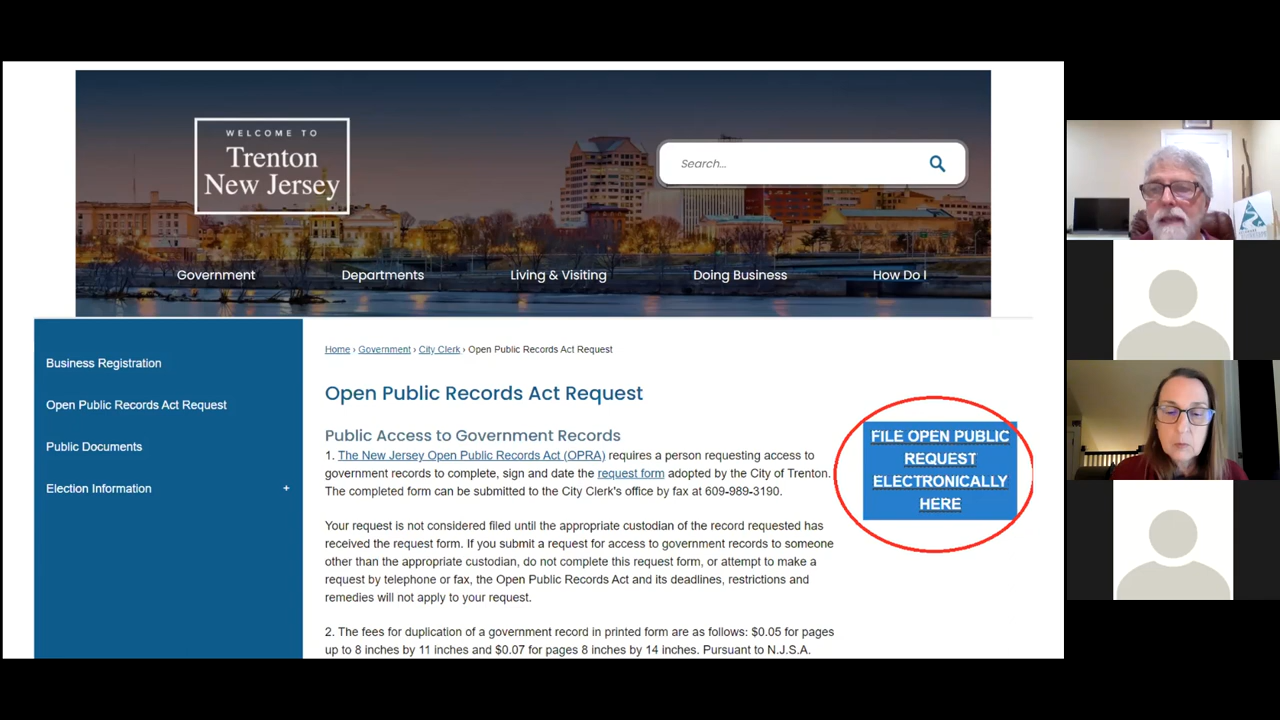 WELCOME TO
Trenton
New Jersey
Search...
Government
Departments
Living & Visiting
Doing Business
How Do I
Business Registration
Open Public Records Act Request
Public Documents
Election Information +
Home › Government › City Clerk › Open Public Records Act Request
Open Public Records Act Request
Public Access to Government Records
1. The New Jersey Open Public Records Act (OPRA) requires a person requesting access to
government records to complete, sign and date the request form adopted by the City of Trenton.
The completed form can be submitted to the City Clerk's office by fax at 609-989-3190.
Your request is not considered filed until the appropriate custodian of the record requested has
received the request form. If you submit a request for access to government records to someone
other than the appropriate custodian, do not complete this request form, or attempt to make a
request by telephone or fax, the Open Public Records Act and its deadlines, restrictions and
remedies will not apply to your request.
2. The fees for duplication of a government record in printed form are as follows: $0.05 for pages
up to 8 inches by 11 inches and $0.07 for pages 8 inches by 14 inches. Pursuant to N.J.S.A.
FILE OPEN PUBLIC
REQUEST
ELECTRONICALLY
HERE